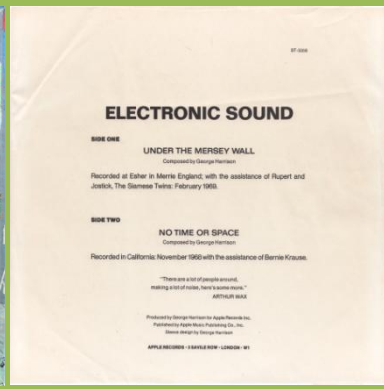 ST-3358
ELECTRONIC SOUND
SIDE ONE
UNDER THE MERSEY WALL
Composed by George Harrison
Recorded at Esher in Merrie England; with the assistance of Rupert and
Jostick, The Siamese Twins: February 1969.
SIDE TWO
NO TIME OR SPACE
Composed by George Harrison
Recorded in California: November 1968 with the assistance of Bernie Krause.
"There are a lot of people around,
making a lot of noise, here's some more."
ARTHUR WAX
Produced by George Harrison for Apple Records Inc.
Published by Apple Music Publishing Co., Inc.
Sleeve design by George Harrison
APPLE RECORDS · 3 SAVILE ROW · LONDON · W1